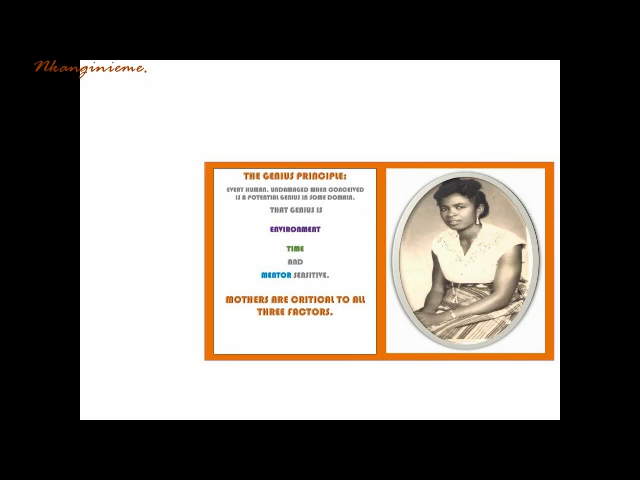 Nkanginieme.
THE GENIUS PRINCIPLE:
EVERY HUMAN, UNDAMAGED WHEN CONCEIVED
IS A POTENTIAL GENIUS IN SOME DOMAIN.
THAT GENIUS IS
ENVIRONMENT
TIME
AND
MENTOR SENSITIVE.
MOTHERS ARE CRITICAL TO ALL
THREE FACTORS.